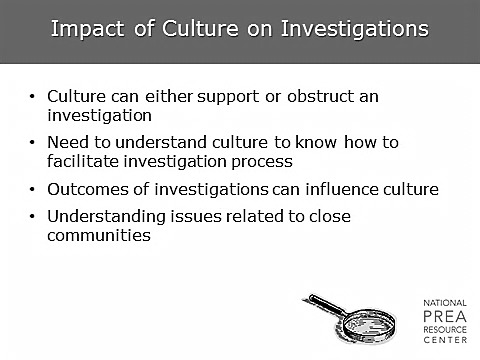 Impact of Culture on Investigations
• Culture can either support or obstruct an
investigation
• Need to understand culture to know how to
facilitate investigation process
• Outcomes of investigations can influence culture
• Understanding issues related to close
communities
NATIONAL
PREA
RESOURCE
CENTER